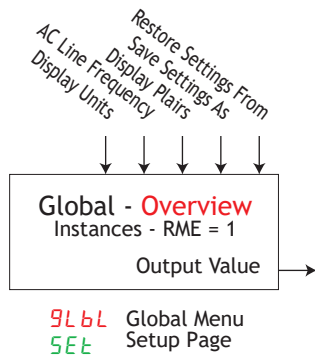 Display Units
AC Line Frequency
Display Plairs
Save Settings As
Restore Settings From
Global - Overview
Instances - RME = 1
Output Value
gLbL Global Menu
SEt Setup Page